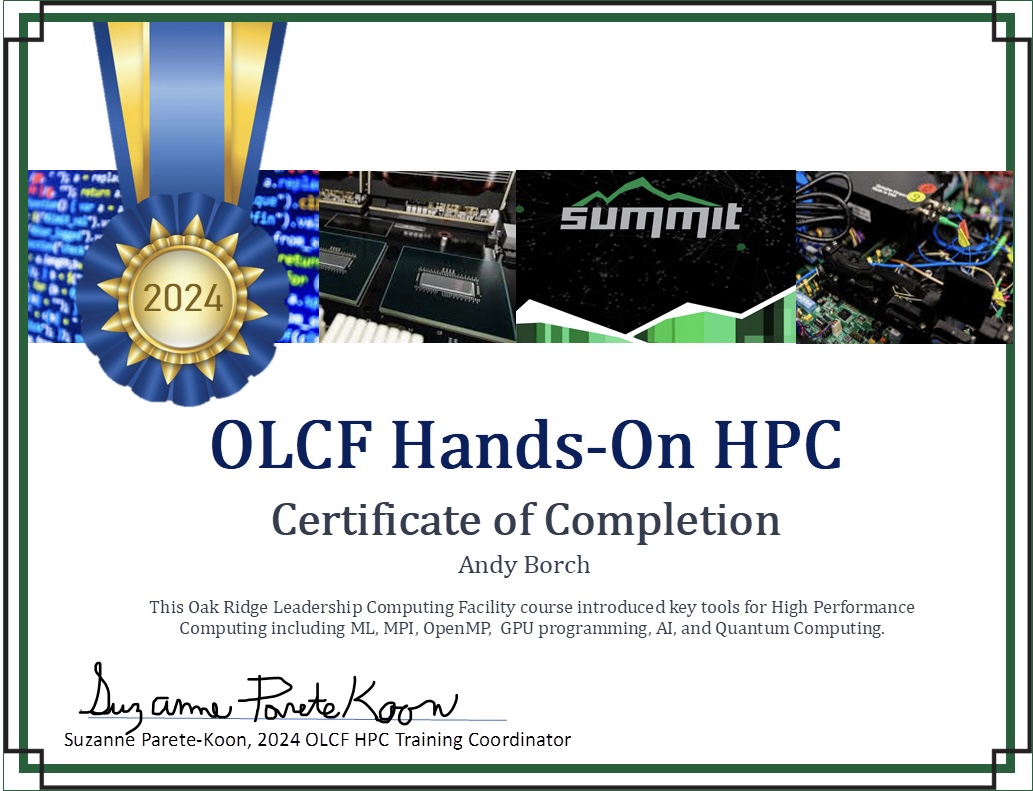 summit
2024
OLCF Hands-On HPC
Certificate of Completion
Andy Borch
This Oak Ridge Leadership Computing Facility course introduced key tools for High Performance
Computing including ML, MPI, OpenMP,  GPU programming, AI, and Quantum Computing.
Suzanne Parete Koon
Suzanne Parete-Koon, 2024 OLCF HPC Training Coordinator